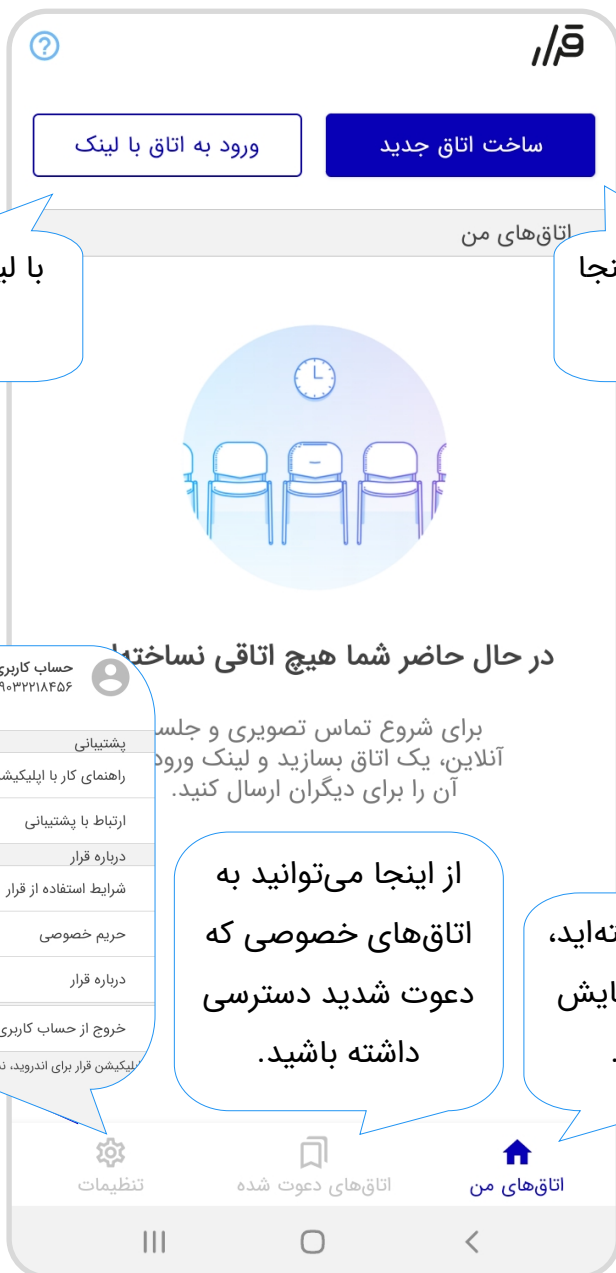 قرار
ساخت اتاق جدید
ورود به اتاق با لینک
اتاق‌های من
با
در حال حاضر شما هیچ اتاقی
برای شروع تماس تصویری و
آنلاین، یک اتاق بسازید و لینک
آن را برای دیگران ارسال کنید.
حساب کاربری
پشتیبانی
راهنمای کار با
ارتباط با پشتیبانی
درباره قرار
شرایط استفاده از قرار
حریم خصوصی
درباره قرار
خروج از حساب کاربری
قرار برای اندروید،
از اینجا می‌توانید به
اتاق‌های خصوصی که
دعوت شدید دسترسی
داشته باشید.
اتاق‌های من
اتاق‌های دعوت شده
تنظیمات